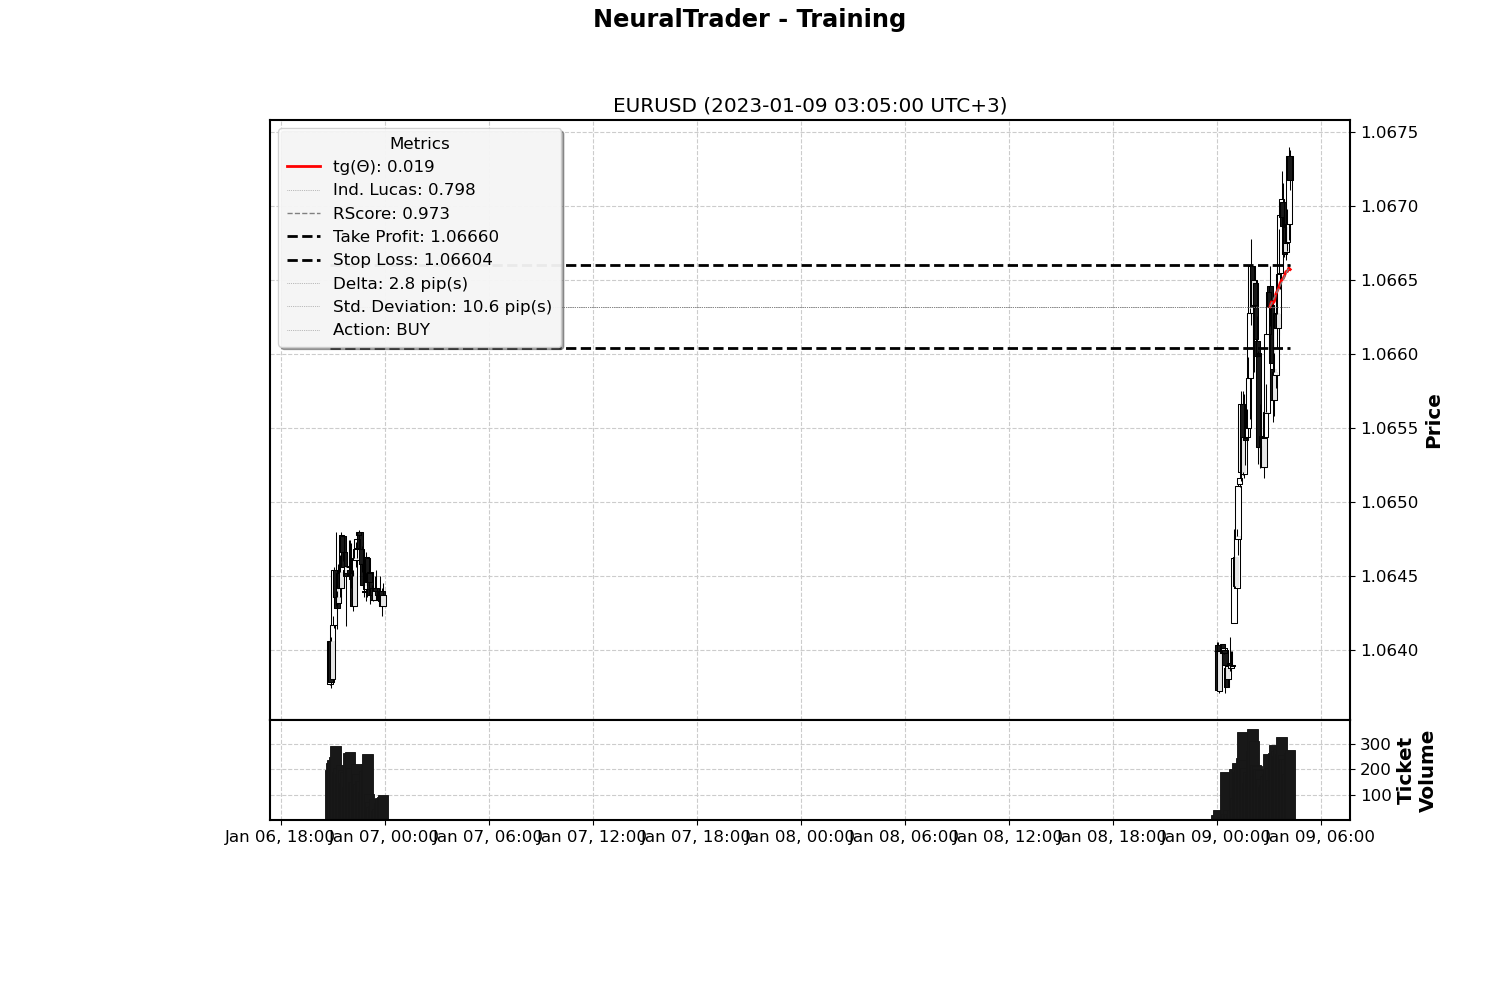 NeuralTrader - Training
EURUSD (2023-01-09 03:05:00 UTC+3)
Metrics
tg(Θ): 0.019
Ind. Lucas: 0.798
RScore: 0.973
Take Profit: 1.06660
Stop Loss: 1.06604
Delta: 2.8 pip(s)
Std. Deviation: 10.6 pip(s)
Action: BUY
1.0675
1.0670
1.0665
1.0660
1.0655
1.0650
1.0645
1.0640
Price
300
200
100
Ticket
Volume
Jan 06, 18:00
Jan 07, 00:00
Jan 07, 06:00
Jan 07, 12:00
Jan 07, 18:00
Jan 08, 00:00
Jan 08, 06:00
Jan 08, 12:00
Jan 08, 18:00
Jan 09, 00:00
Jan 09, 06:00